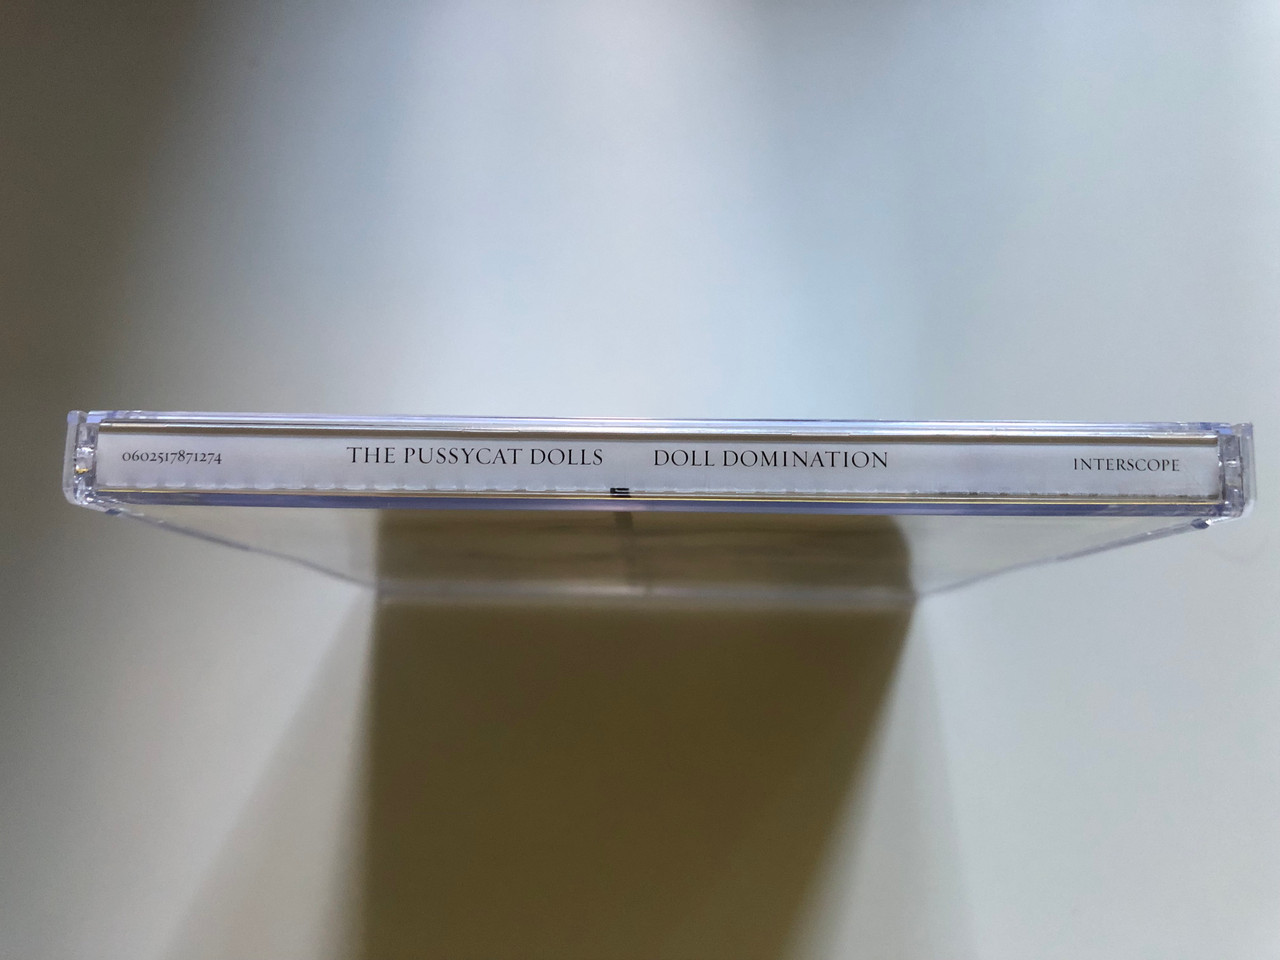 0602517871274 THE PUSSYCAT DOLLS DOLL DOMINATION INTERSCOPE